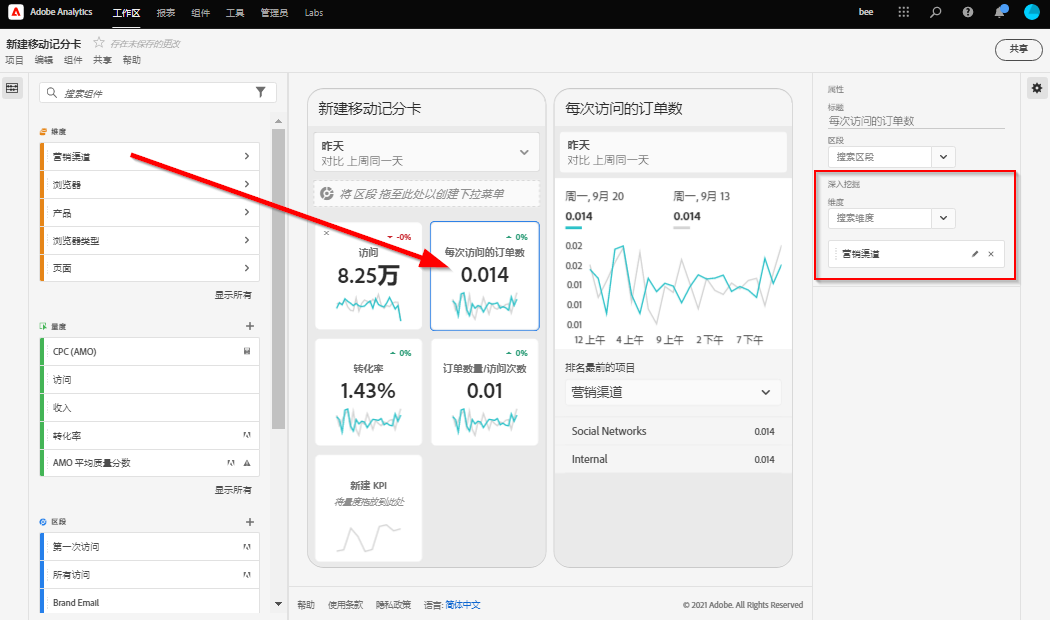 Adobe Analytics 工作区 报表 组件 工具 管理员 Labs bee
新建移动记分卡 存在未保存的更改
项目 编辑 组件 共享 帮助
共享
搜索组件
维度
营销渠道
浏览器
产品
浏览器类型
页面
显示所有
量度
CPC (AMO)
访问
收入
转化率
AMO 平均质量分数
显示所有
区段
第一次访问
所有访问
Brand Email
新建移动记分卡
昨天
对比 上周同一天
将 区段 拖至此处以创建下拉菜单
-0%
访问
8.25万
0%
每次访问的订单数
0.014
0%
转化率
1.43%
0%
订单数量/访问次数
0.01
新建 KPI
将量度拖放到此处
每次访问的订单数
昨天
对比 上周同一天
周一, 9月 20 周一, 9月 13
0.014 0.014
0.02
0.02
0.01
0.01
0.01
12 上午 4 上午 9 上午 2 下午 7 下午
排名最前的项目
营销渠道
Social Networks 0.014
Internal 0.014
属性
标题
每次访问的订单数
区段
搜索区段
深入挖掘
维度
搜索维度
营销渠道
帮助 使用条款 隐私政策 语言: 简体中文 © 2021 Adobe. All Rights Reserved